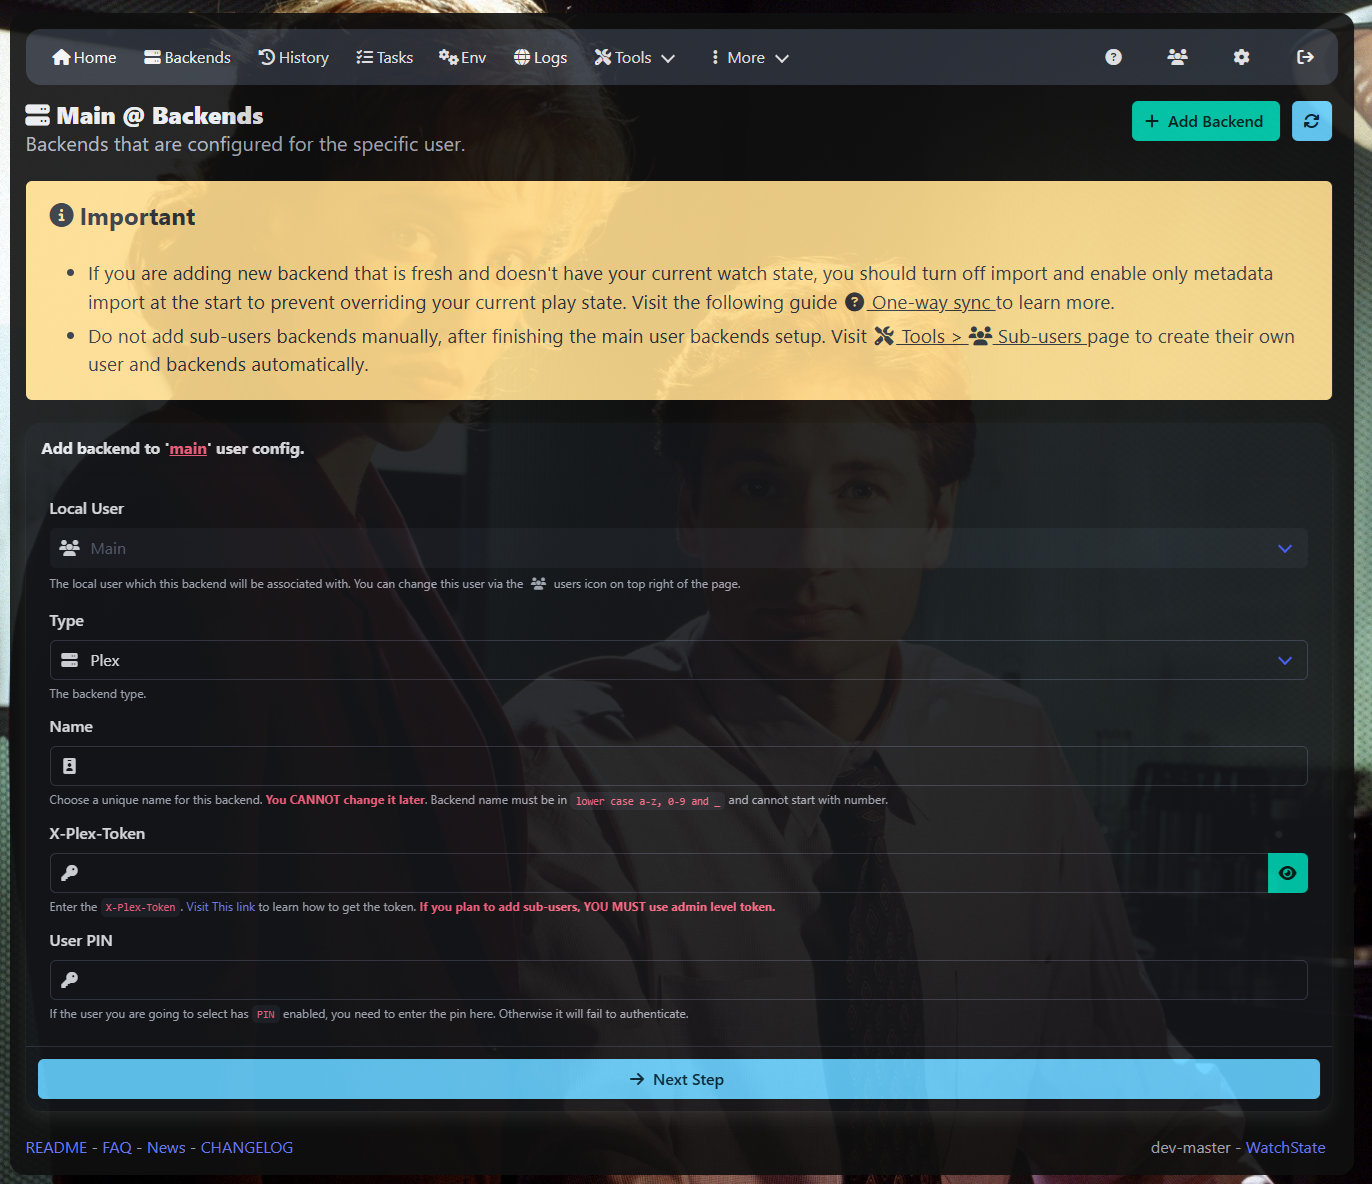 Home Backends History Tasks Env Logs Tools More
Main @ Backends
Add Backend
Backends that are configured for the specific user.
Important
If you are adding new backend that is fresh and doesn't have your current watch state, you should turn off import and enable only metadata
import at the start to prevent overriding your current play state. Visit the following guide One-way sync to learn more.
Do not add sub-users backends manually, after finishing the main user backends setup. Visit Tools > Sub-users page to create their own
user and backends automatically.
Add backend to 'main' user config.
Local User
Main
The local user which this backend will be associated with. You can change this user via the users icon on top right of the page.
Type
Plex
The backend type.
Name
Choose a unique name for this backend. You CANNOT change it later. Backend name must be in lower case a-z, 0-9 and _ and cannot start with number.
X-Plex-Token
Enter the X-Plex-Token . Visit This link to learn how to get the token. If you plan to add sub-users, YOU MUST use admin level token.
User PIN
If the user you are going to select has PIN enabled, you need to enter the pin here. Otherwise it will fail to authenticate.
Next Step
README - FAQ - News - CHANGELOG
dev-master - WatchState